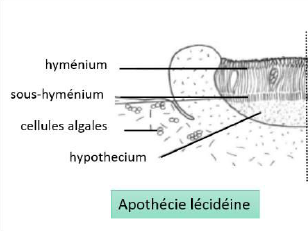 hyménium
sous-hyménium
cellules algales
hypothecium
Apothécie lécidéine